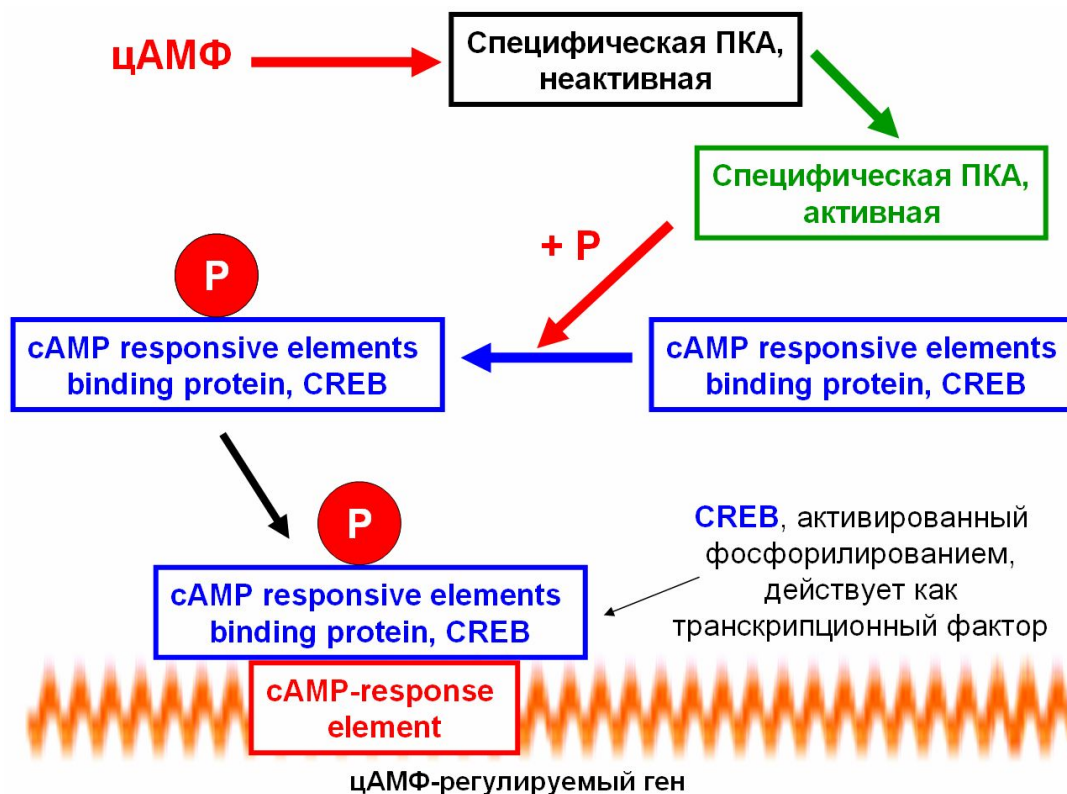 цАМФ
Специфическая ПКА,
неактивная
Специфическая ПКА,
активная
+ Р
Р
cAMP responsive elements
binding protein, CREB
cAMP responsive elements
binding protein, CREB
Р
cAMP responsive elements
binding protein, CREB
CREB, активированный
фосфорилированием,
действует как
транскрипционный фактор
cAMP-response
element
цАМФ-регулируемый ген